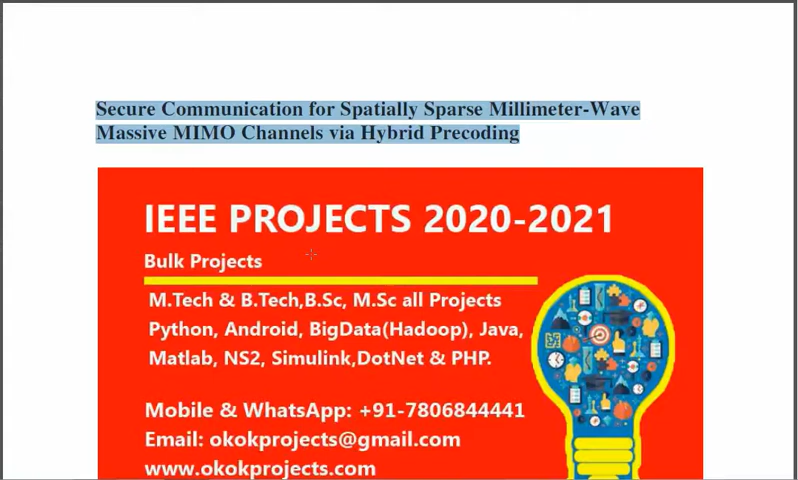 Secure Communication for Spatially Sparse Millimeter-Wave
Massive MIMO Channels via Hybrid Precoding
IEEE PROJECTS 2020-2021
Bulk Projects
M.Tech & B.Tech,B.Sc, M.Sc all Projects
Python, Android, BigData(Hadoop), Java,
Matlab, NS2, Simulink,DotNet & PHP.
Mobile & WhatsApp: +91-7806844441
Email: okokprojects@gmail.com
www.okokprojects.com